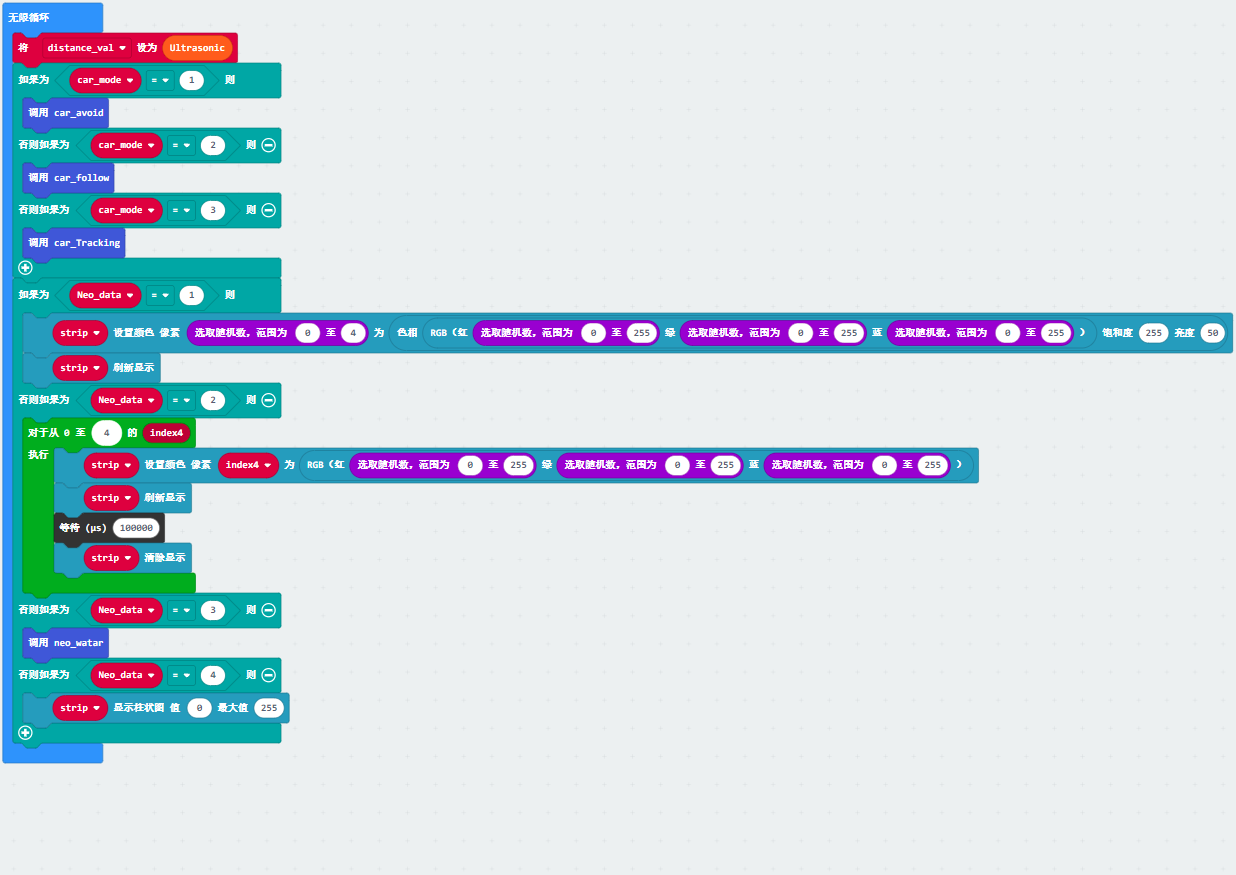 无限循环
将 distance_val 设为 Ultrasonic
如果为 car_mode = 1 则
调用 car_avoid
否则如果为 car_mode = 2 则
调用 car_follow
否则如果为 car_mode = 3 则
调用 car_Tracking
如果为 Neo_data = 1 则
strip 设置颜色 像素 选取随机数，范围为 0 至 4 为 色相 RGB（红 选取随机数，范围为 0 至 255 绿 选取随机数，范围为 0 至 255 蓝 选取随机数，范围为 0 至 255 ） 饱和度 255 亮度 50
strip 刷新显示
否则如果为 Neo_data = 2 则
对于从 0 至 4 的 index4
执行
strip 设置颜色 像素 index4 为 RGB（红 选取随机数，范围为 0 至 255 绿 选取随机数，范围为 0 至 255 蓝 选取随机数，范围为 0 至 255 ）
strip 刷新显示
等待 (µs) 100000
strip 清除显示
否则如果为 Neo_data = 3 则
调用 neo_watar
否则如果为 Neo_data = 4 则
strip 显示柱状图 值 0 最大值 255